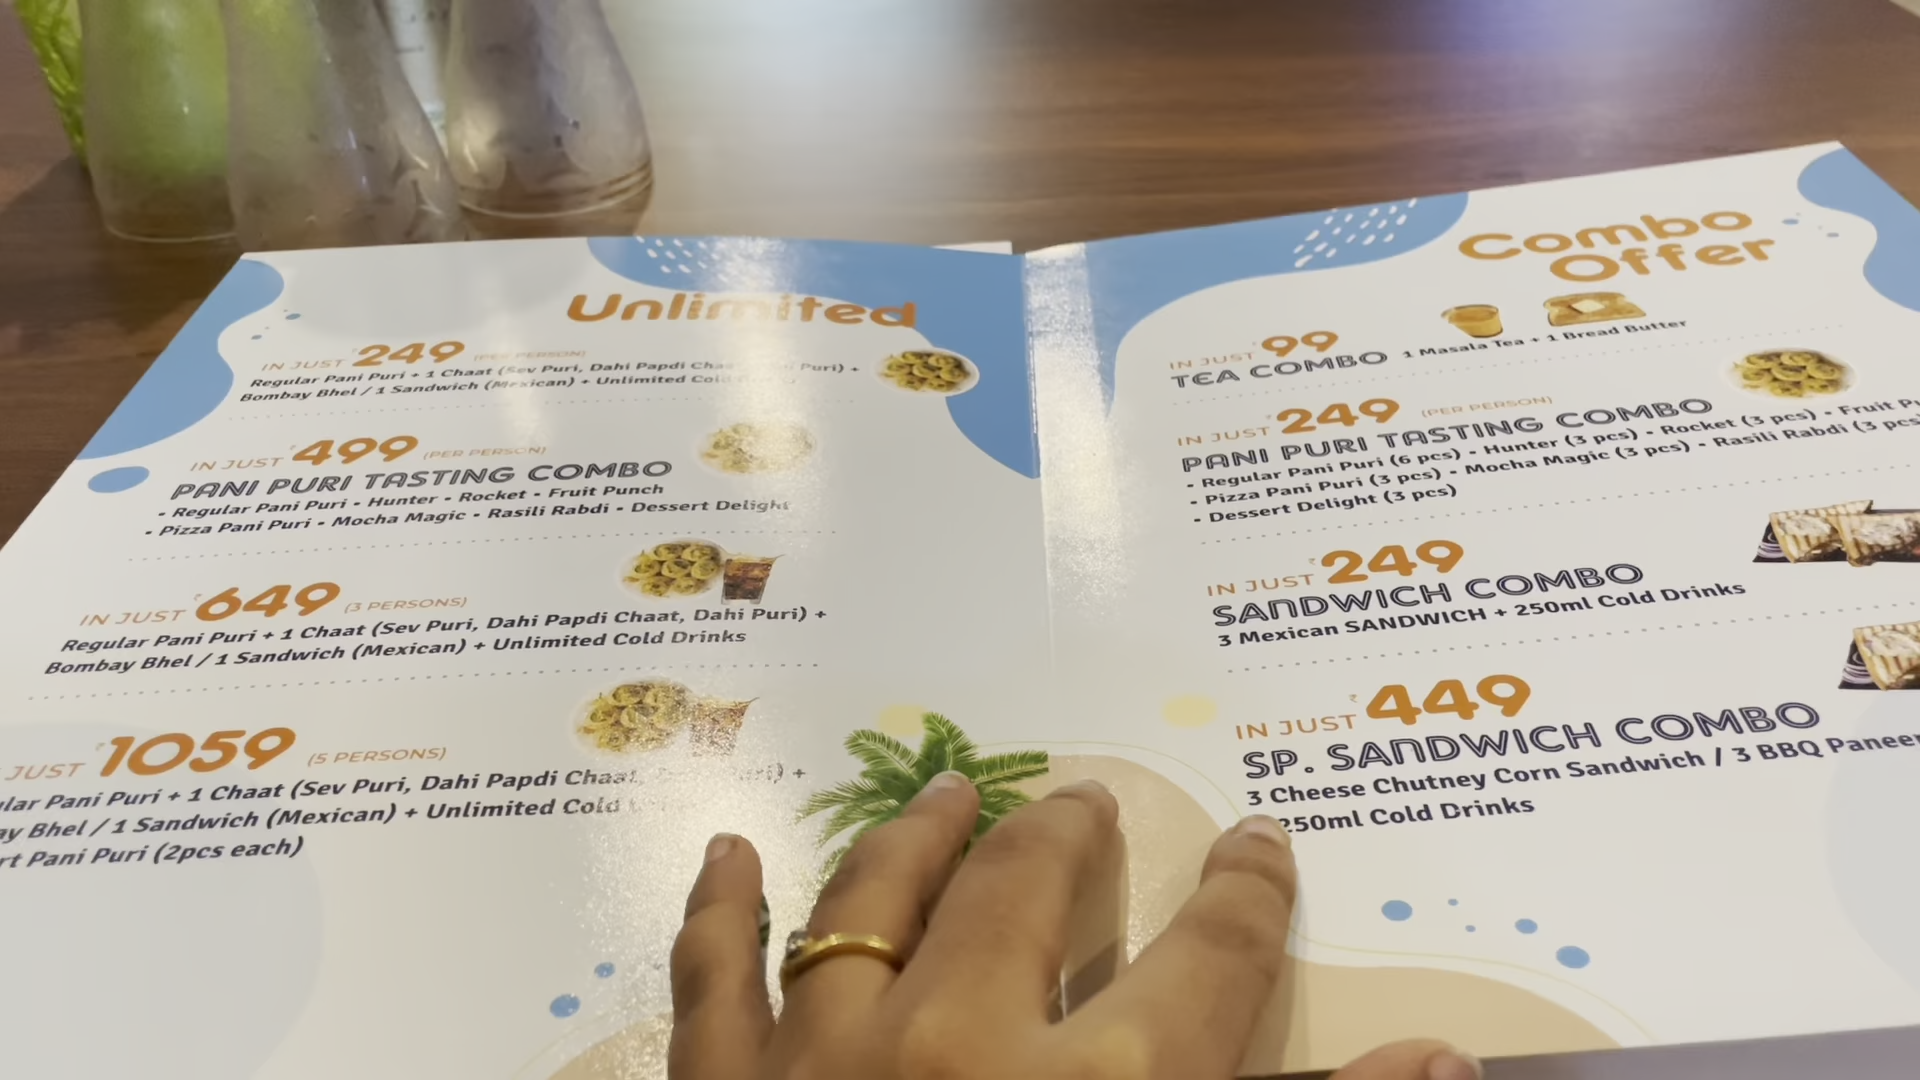 Unlimited
IN JUST ₹249 (PER PERSON)
Regular Pani Puri + 1 Chaat (Sev Puri, Dahi Papdi Chaat, Puri) +
Bombay Bhel / 1 Sandwich (Mexican) + Unlimited Cold
IN JUST ₹499 (PER PERSON)
PANI PURI TASTING COMBO
- Regular Pani Puri - Hunter - Rocket - Fruit Punch
- Pizza Pani Puri - Mocha Magic - Rasili Rabdi - Dessert Delight
IN JUST ₹649 (3 PERSONS)
Regular Pani Puri + 1 Chaat (Sev Puri, Dahi Papdi Chaat, Dahi Puri) +
Bombay Bhel / 1 Sandwich (Mexican) + Unlimited Cold Drinks
JUST ₹1059 (5 PERSONS)
Pani Puri + 1 Chaat (Sev Puri, Dahi Papdi Chaat, +
Bhel / 1 Sandwich (Mexican) + Unlimited Cold
Pani Puri (2pcs each)
Combo
Offer
IN JUST ₹99
TEA COMBO 1 Masala Tea + 1 Bread Butter
IN JUST ₹249 (PER PERSON)
PANI PURI TASTING COMBO
- Regular Pani Puri (6 pcs) - Hunter (3 pcs) - Rocket (3 pcs) - Fruit
- Pizza Pani Puri (3 pcs) - Mocha Magic (3 pcs) - Rasili Rabdi (3 pcs)
- Dessert Delight (3 pcs)
IN JUST ₹249
SANDWICH COMBO
3 Mexican SANDWICH + 250ml Cold Drinks
IN JUST ₹449
SP. SANDWICH COMBO
3 Cheese Chutney Corn Sandwich / 3 BBQ Paneer
250ml Cold Drinks